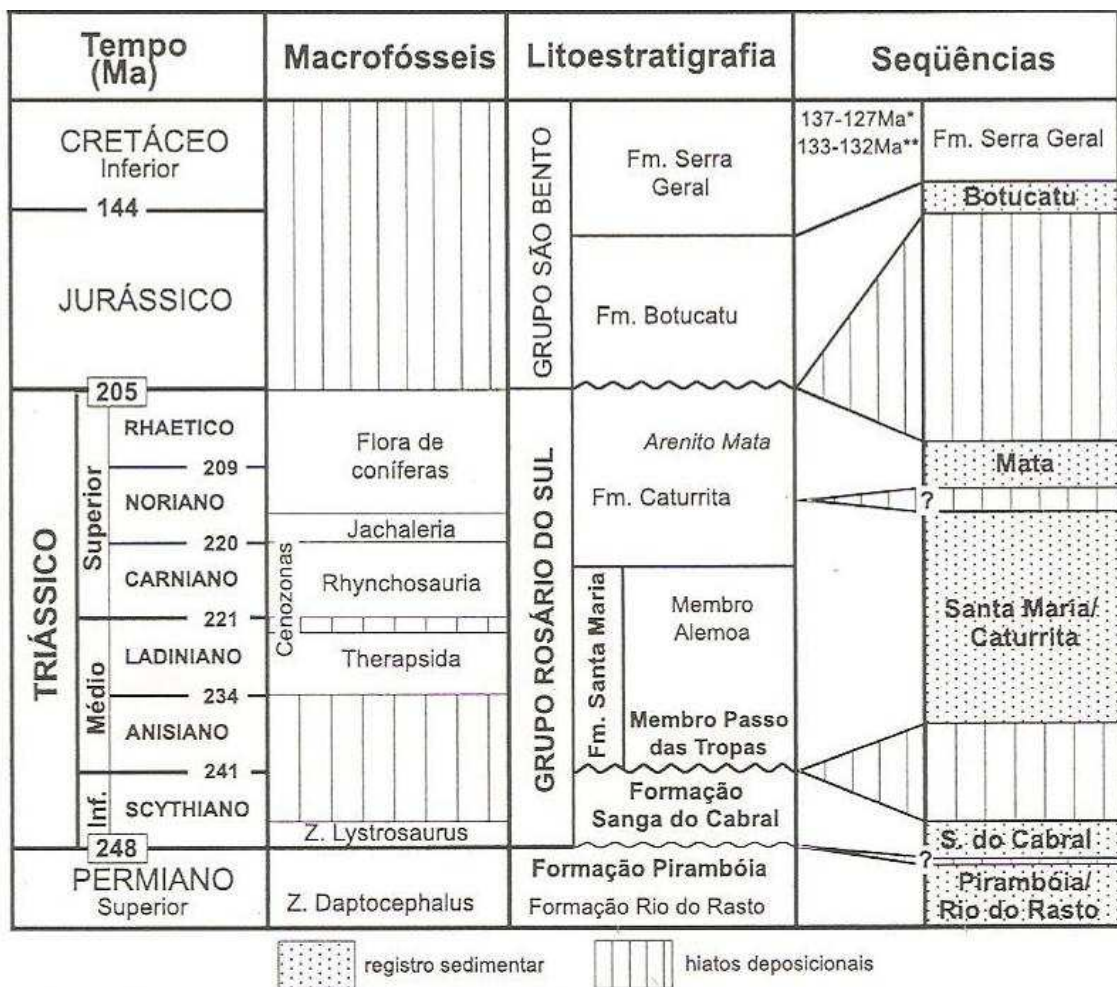 Tempo
(Ma)
Macrofósseis
Litoestratigrafia
Seqüências
CRETÁCEO
Inferior
144
JURÁSSICO
205
TRIÁSSICO
Superior
Médio
Inf.
RHAETICO
209
NORIANO
220
CARNIANO
221
LADINIANO
234
ANISIANO
241
SCYTHIANO
248
PERMIANO
Superior
Cenozonas
Flora de
coníferas
Jachaleria
Rhynchosauria
Therapsida
Z. Lystrosaurus
Z. Daptocephalus
GRUPO SÃO BENTO
Fm. Serra
Geral
Fm. Botucatu
GRUPO ROSÁRIO DO SUL
Arenito Mata
Fm. Caturrita
Fm. Santa Maria
Membro
Alemoa
Membro Passo
das Tropas
Formação
Sanga do Cabral
Formação Pirambóia
Formação Rio do Rasto
137-127Ma*
133-132Ma**
Fm. Serra Geral
Botucatu
Mata
?
Santa Maria/
Caturrita
S. do Cabral
?
Pirambóia/
Rio do Rasto
registro sedimentar
hiatos deposicionais